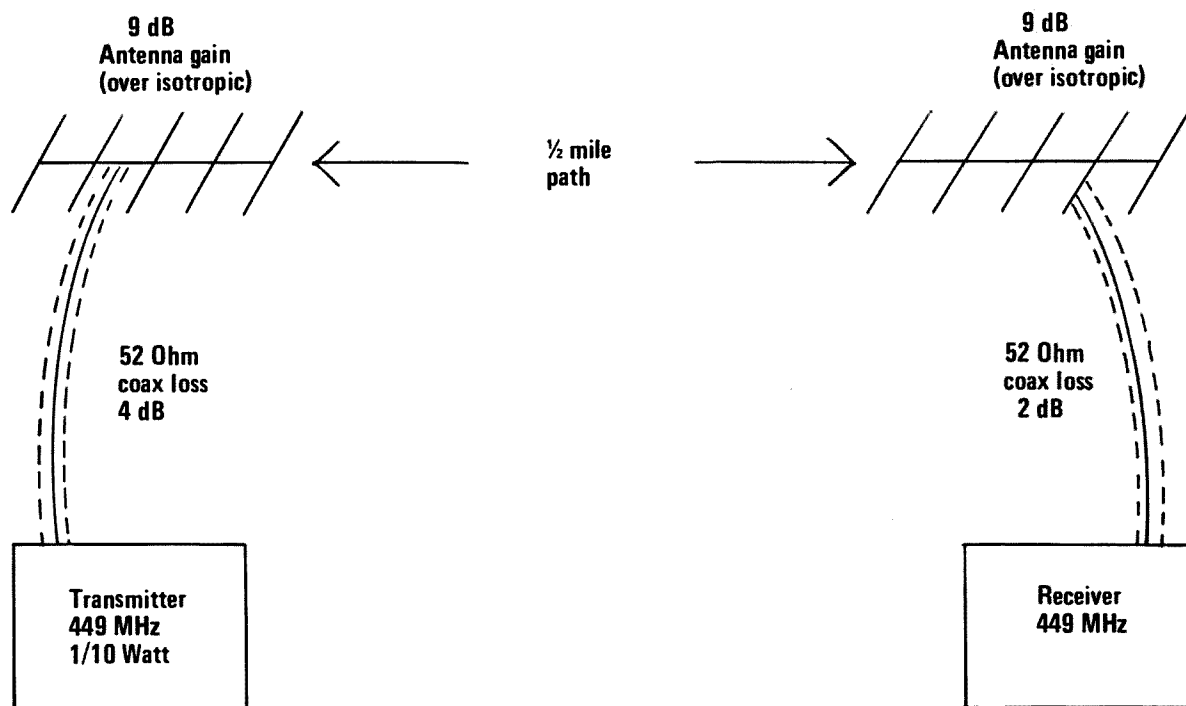 9 dB
Antenna gain
(over isotropic)
9 dB
Antenna gain
(over isotropic)
½ mile
path
52 Ohm
coax loss
4 dB
52 Ohm
coax loss
2 dB
Transmitter
449 MHz
1/10 Watt
Receiver
449 MHz